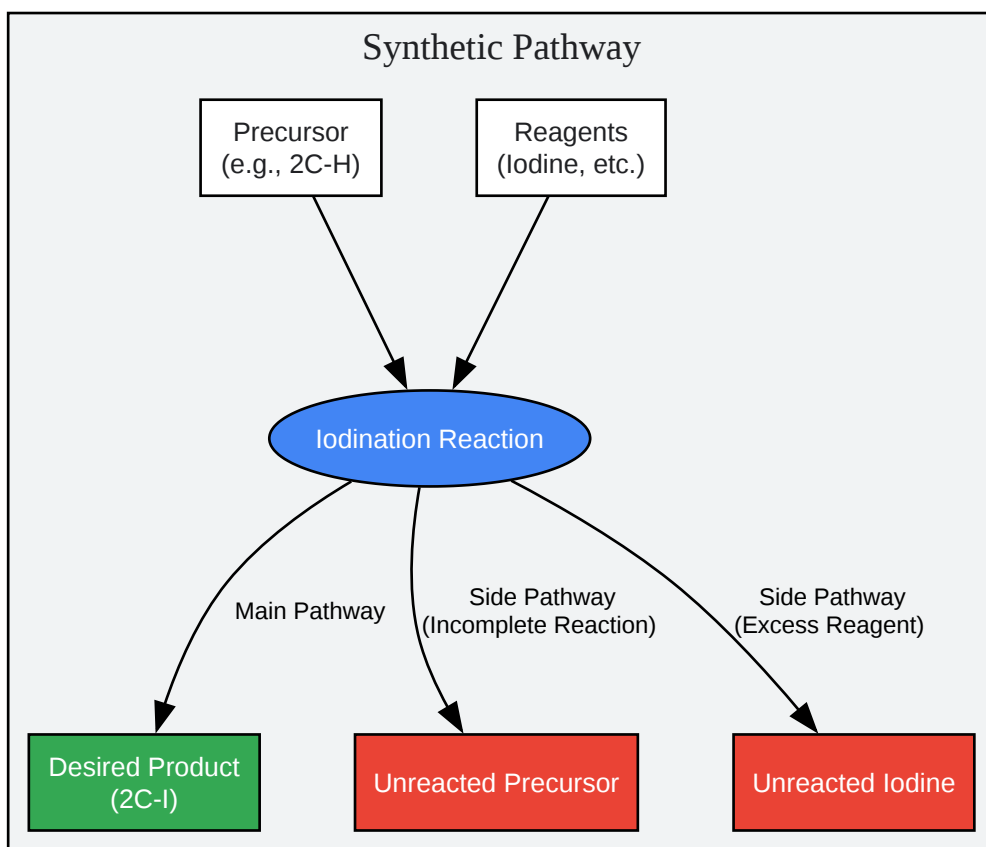 Synthetic Pathway
Precursor
(e.g., 2C-H)
Reagents
(Iodine, etc.)
Iodination Reaction
Main Pathway
Side Pathway
(Incomplete Reaction)
Side Pathway
(Excess Reagent)
Desired Product
(2C-I)
Unreacted Precursor
Unreacted Iodine